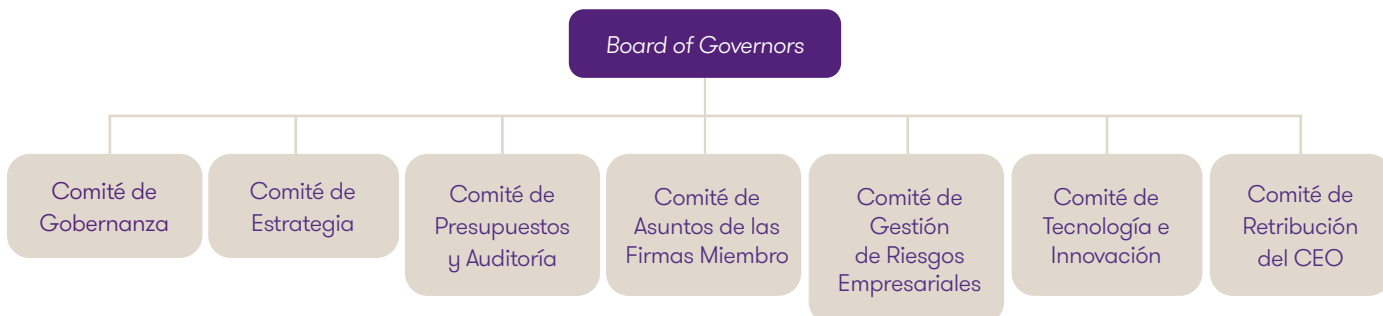 Board of Governors
Comité de
Gobernanza
Comité de
Estrategia
Comité de
Presupuestos
y Auditoría
Comité de
Asuntos de las
Firmas Miembro
Comité de
Gestión
de Riesgos
Empresariales
Comité de
Tecnología e
Innovación
Comité de
Retribución
del CEO